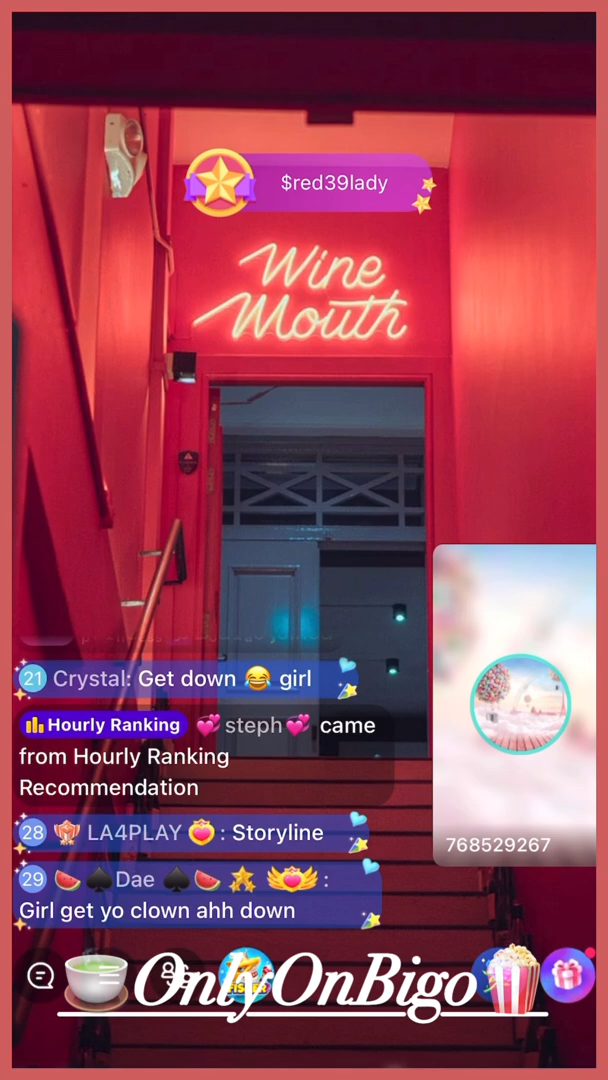 $red39lady
Wine
Mouth
21 Crystal: Get down 😂 girl
Hourly Ranking 💞 steph💞 came
from Hourly Ranking
Recommendation
28 LA4PLAY : Storyline
29 🍉 ♠️Dae ♠️🍉 :
Girl get yo clown ahh down
768529267
🍵OnlyOnBigo🍿